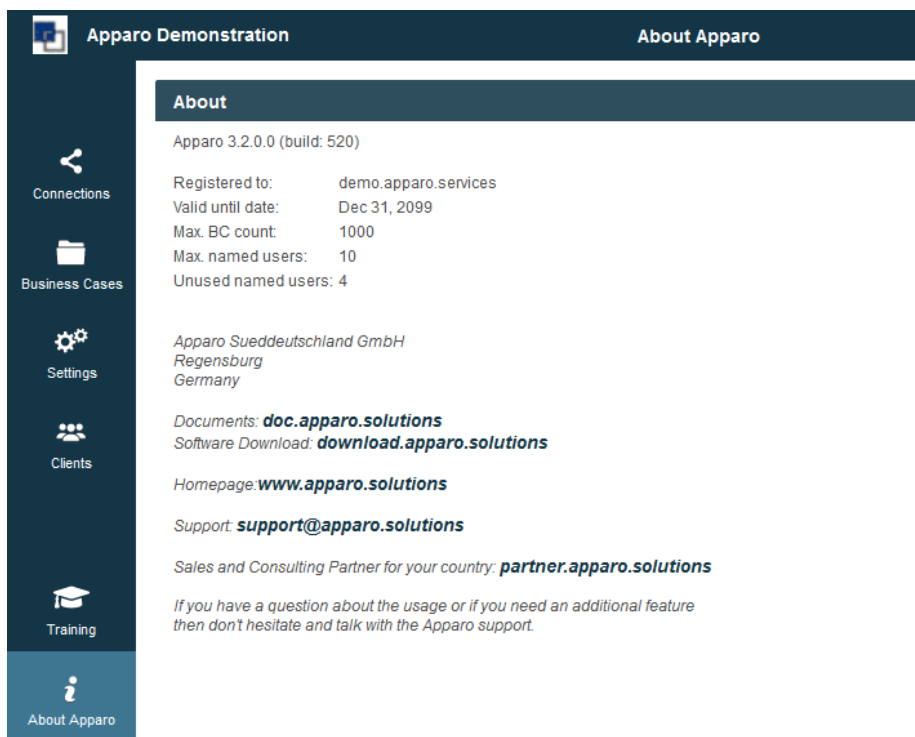 Apparo Demonstration
About Apparo
Connections
Business Cases
Settings
Clients
Training
About Apparo
About
Apparo 3.2.0.0 (build: 520)
Registered to: demo.apparo.services
Valid until date: Dec 31, 2099
Max. BC count: 1000
Max. named users: 10
Unused named users: 4
Apparo Sueddeutschland GmbH
Regensburg
Germany
Documents: doc.apparo.solutions
Software Download: download.apparo.solutions
Homepage:www.apparo.solutions
Support: support@apparo.solutions
Sales and Consulting Partner for your country: partner.apparo.solutions
If you have a question about the usage or if you need an additional feature
then don't hesitate and talk with the Apparo support.